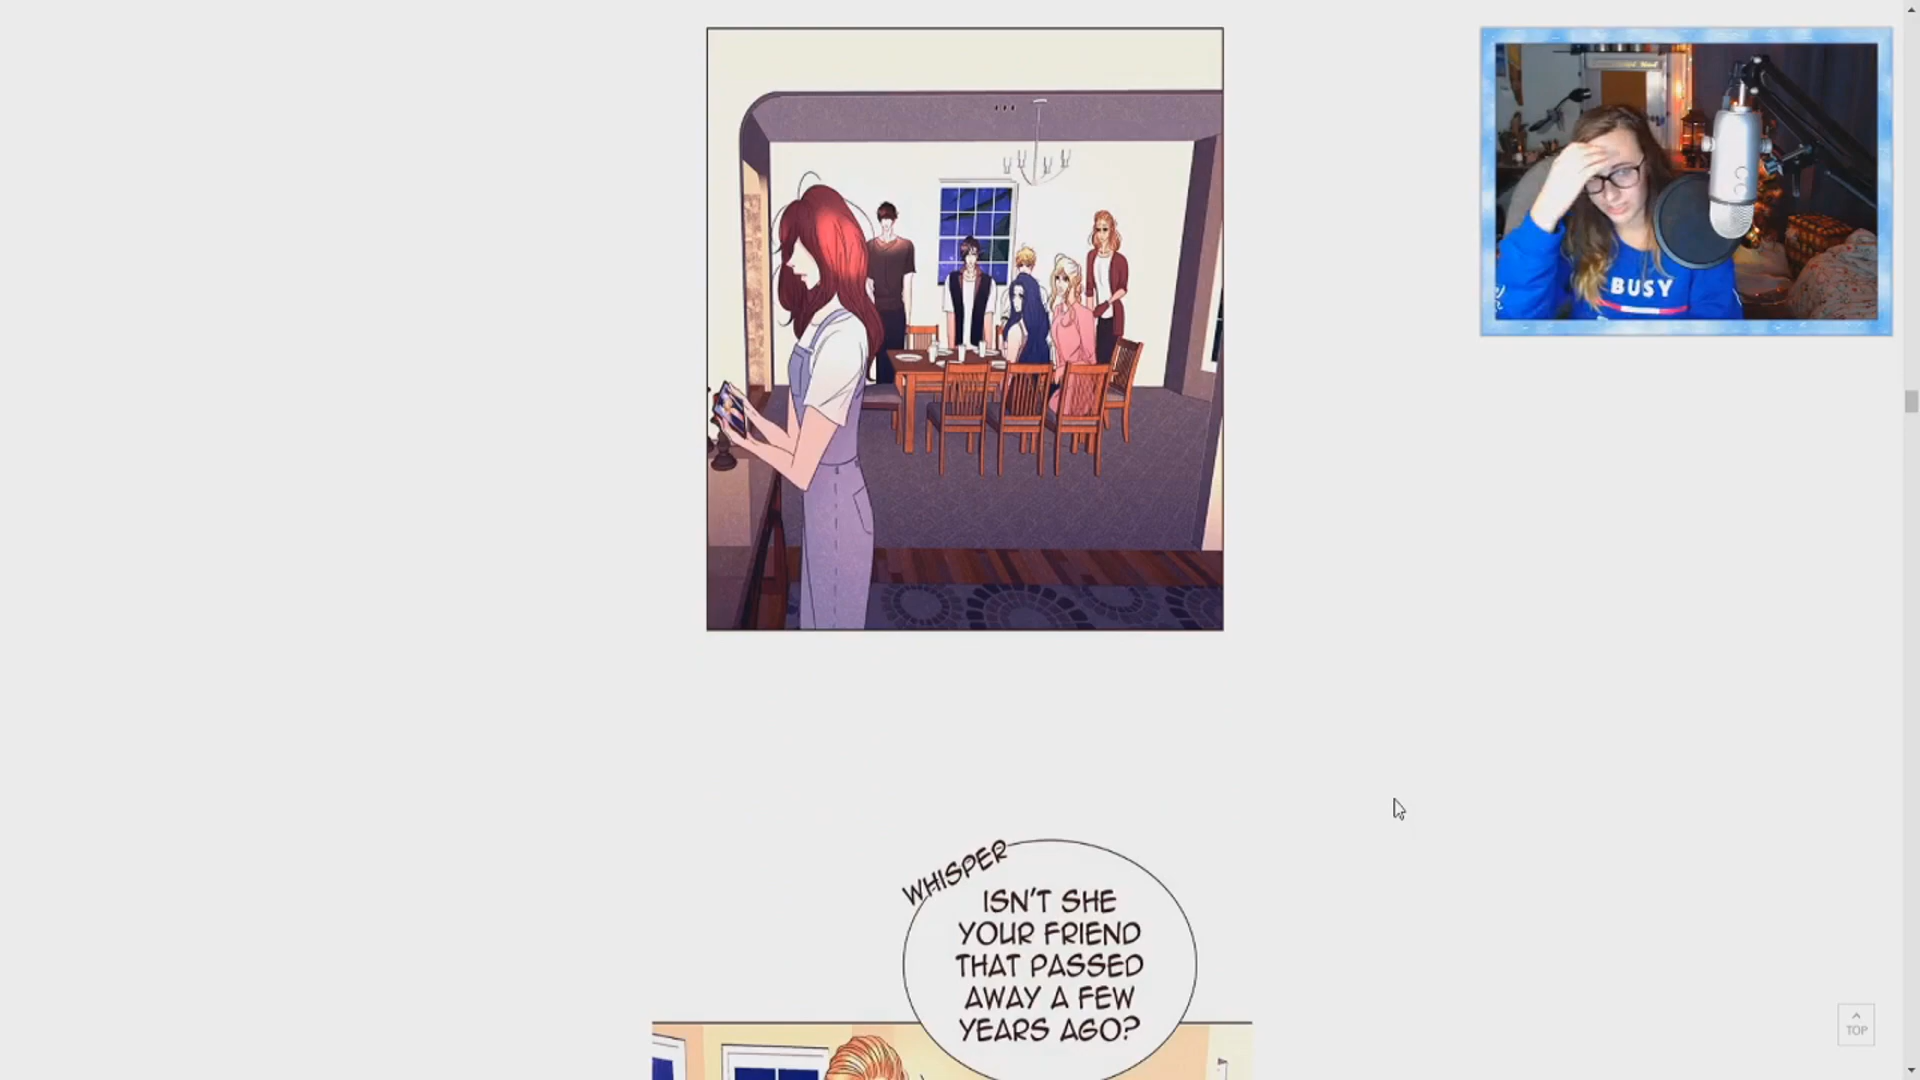 BUSY
WHISPER
ISN'T SHE
YOUR FRIEND
THAT PASSED
AWAY A FEW
YEARS AGO?
TOP